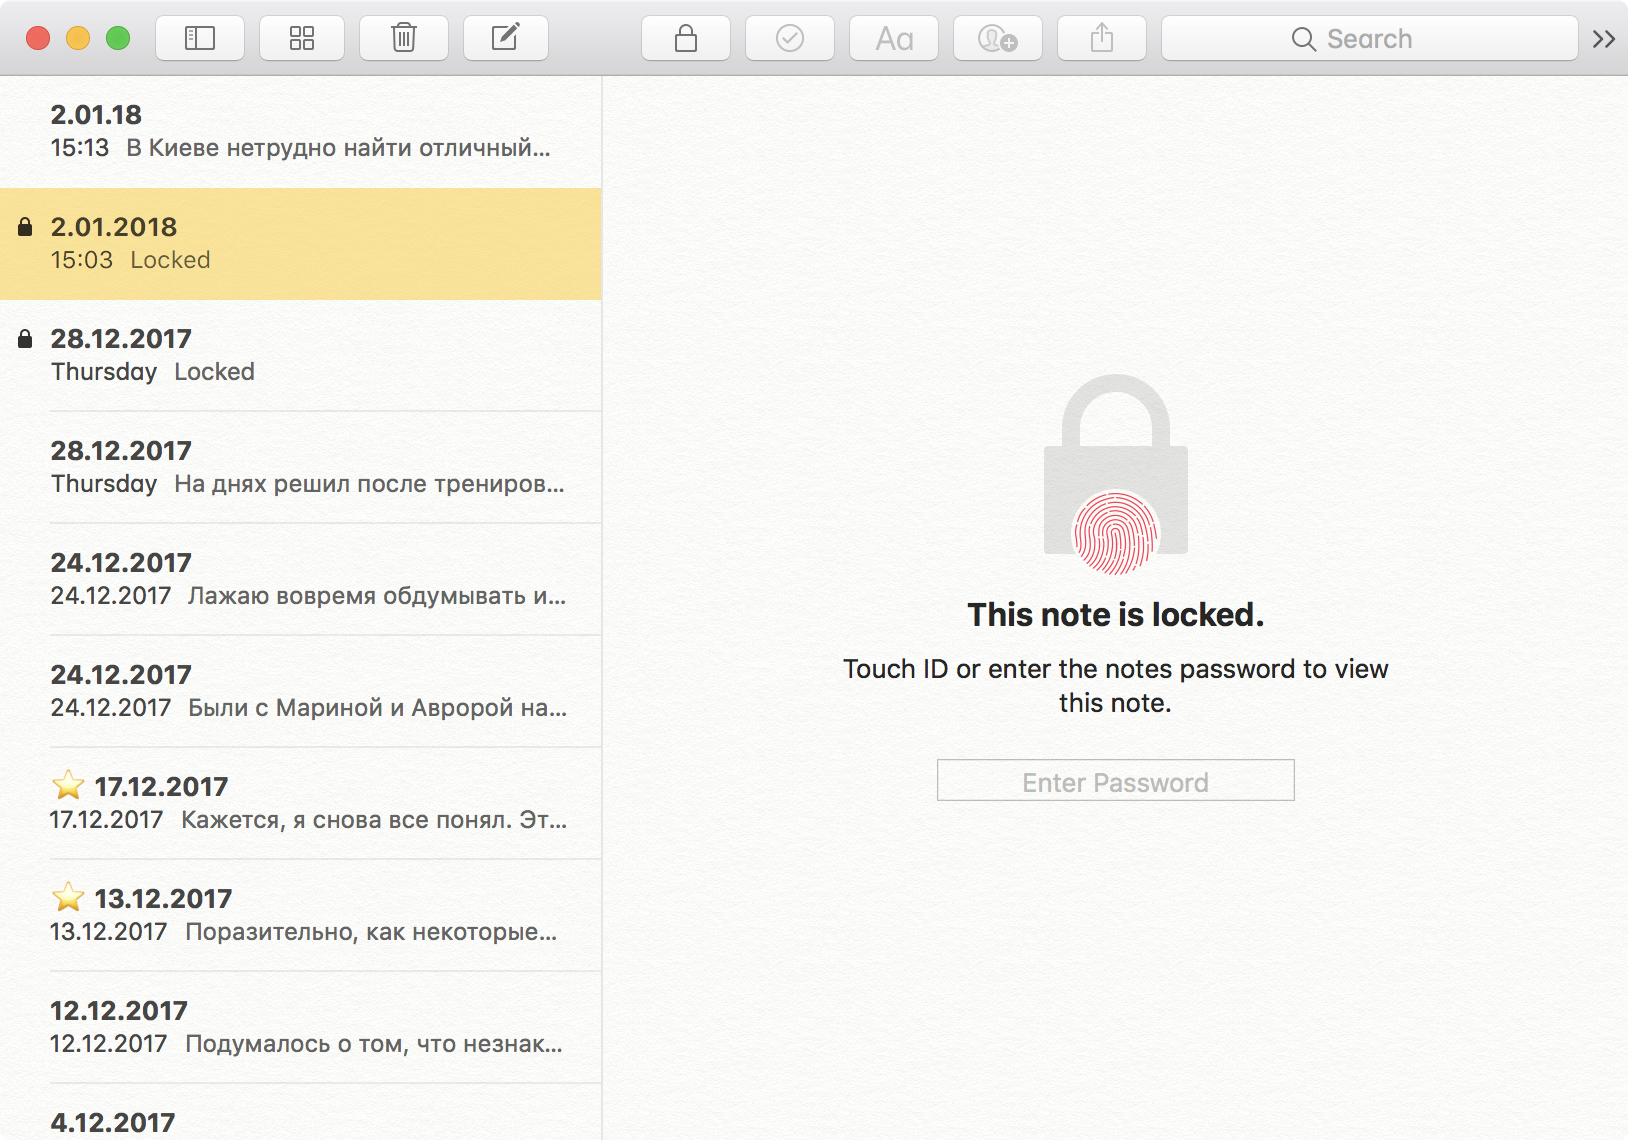 Aa
Search
2.01.18
15:13 В Киеве нетрудно найти отличный...
2.01.2018
15:03 Locked
28.12.2017
Thursday Locked
28.12.2017
Thursday На днях решил после трениров...
24.12.2017
24.12.2017 Лажаю вовремя обдумывать и...
24.12.2017
24.12.2017 Были с Мариной и Авророй на...
17.12.2017
17.12.2017 Кажется, я снова все понял. Эт...
13.12.2017
13.12.2017 Поразительно, как некоторые...
12.12.2017
12.12.2017 Подумалось о том, что незнак...
4.12.2017
This note is locked.
Touch ID or enter the notes password to view
this note.
Enter Password